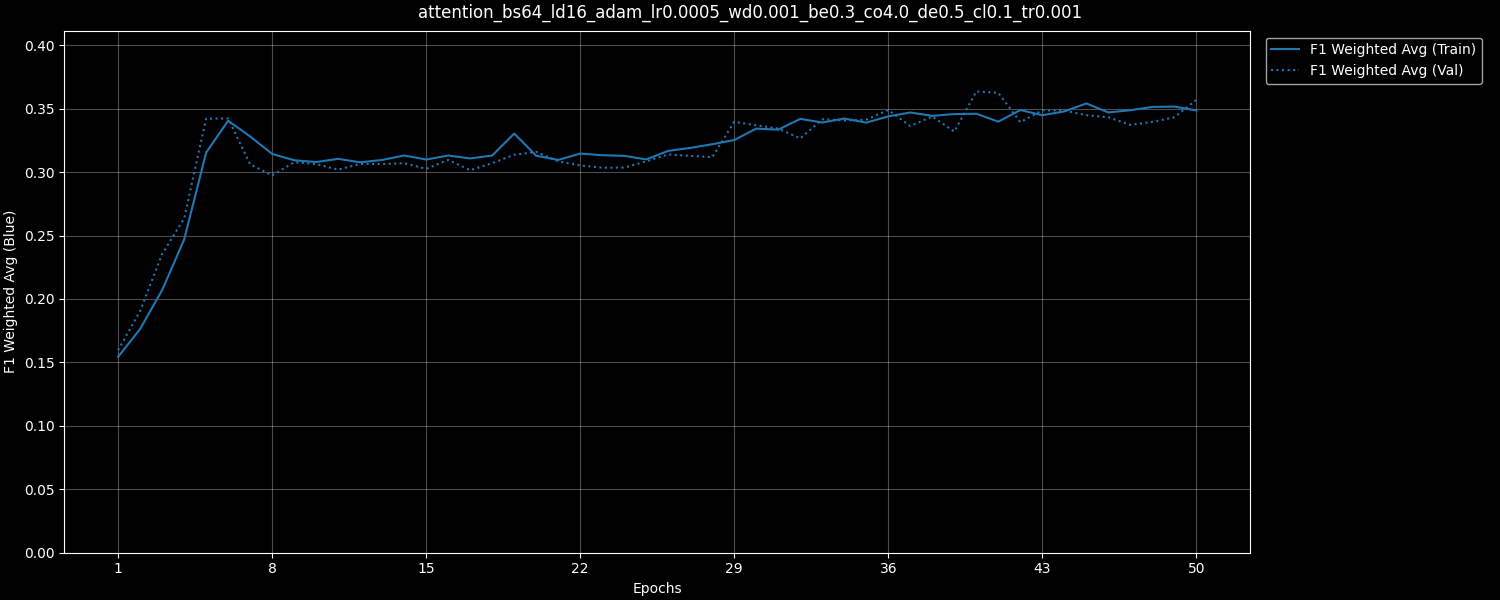 attention_bs64_ld16_adam_lr0.0005_wd0.001_be0.3_co4.0_de0.5_cl0.1_tr0.001
F1 Weighted Avg (Train)
F1 Weighted Avg (Val)
F1 Weighted Avg (Blue)
0.40
0.35
0.30
0.25
0.20
0.15
0.10
0.05
0.00
1 8 15 22 29 36 43 50
Epochs